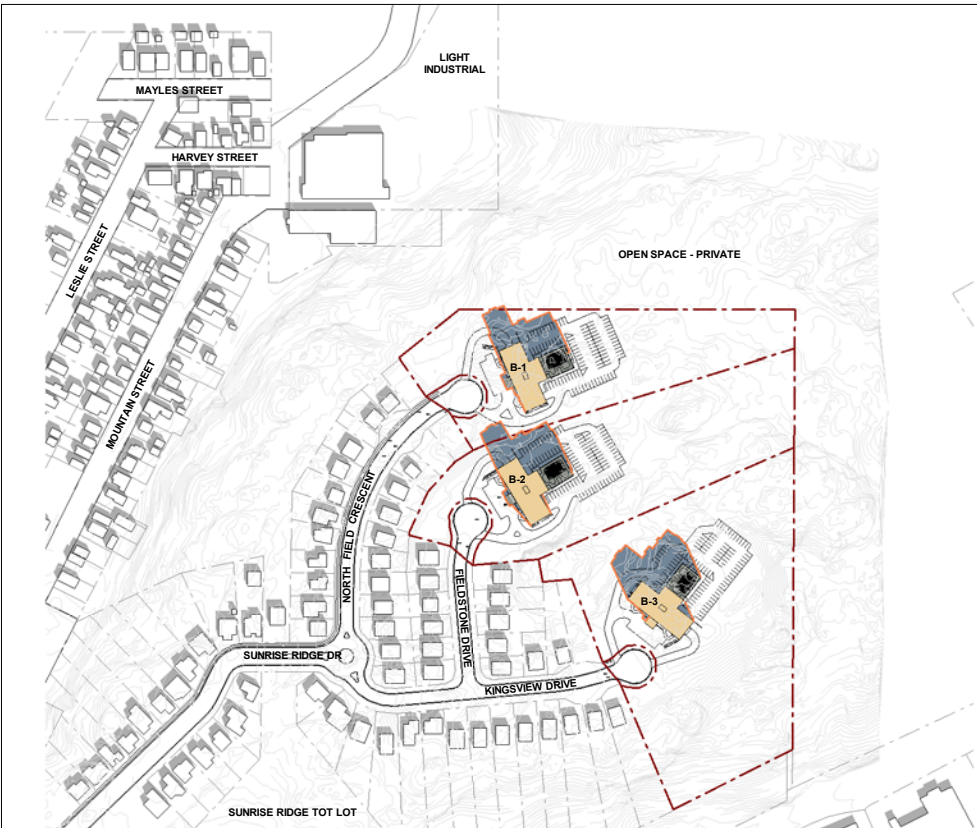 LIGHT
INDUSTRIAL
MAYLES STREET
HARVEY STREET
LESLIE STREET
OPEN SPACE - PRIVATE
MOUNTAIN STREET
B-1
B-2
NORTH FIELD CRESCENT
FIELDSTONE DRIVE
B-3
SUNRISE RIDGE DR
KINGSVIEW DRIVE
SUNRISE RIDGE TOT LOT